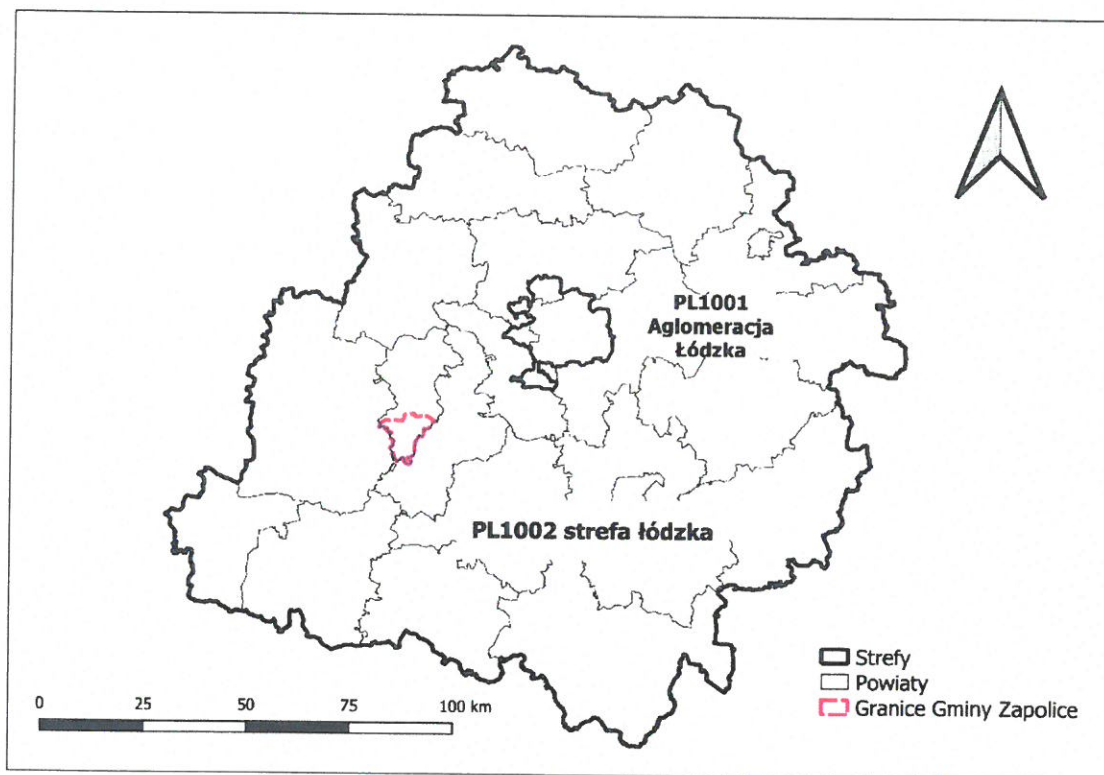 PL1001
Aglomeracja
Łódzka
PL1002 strefa łódzka
Strefy
Powiaty
Granice Gminy Zapolice
0 25 50 75 100 km